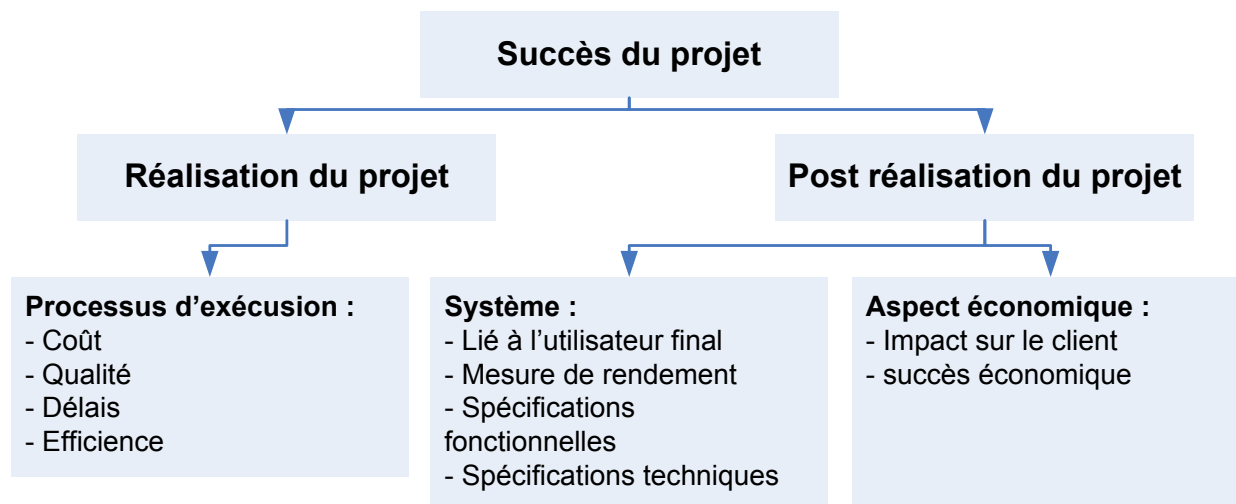 Succès du projet
Réalisation du projet
Post réalisation du projet
Processus d’exécusion :
- Coût
- Qualité
- Délais
- Efficience
Système :
- Lié à l’utilisateur final
- Mesure de rendement
- Spécifications
fonctionnelles
- Spécifications techniques
Aspect économique :
- Impact sur le client
- succès économique